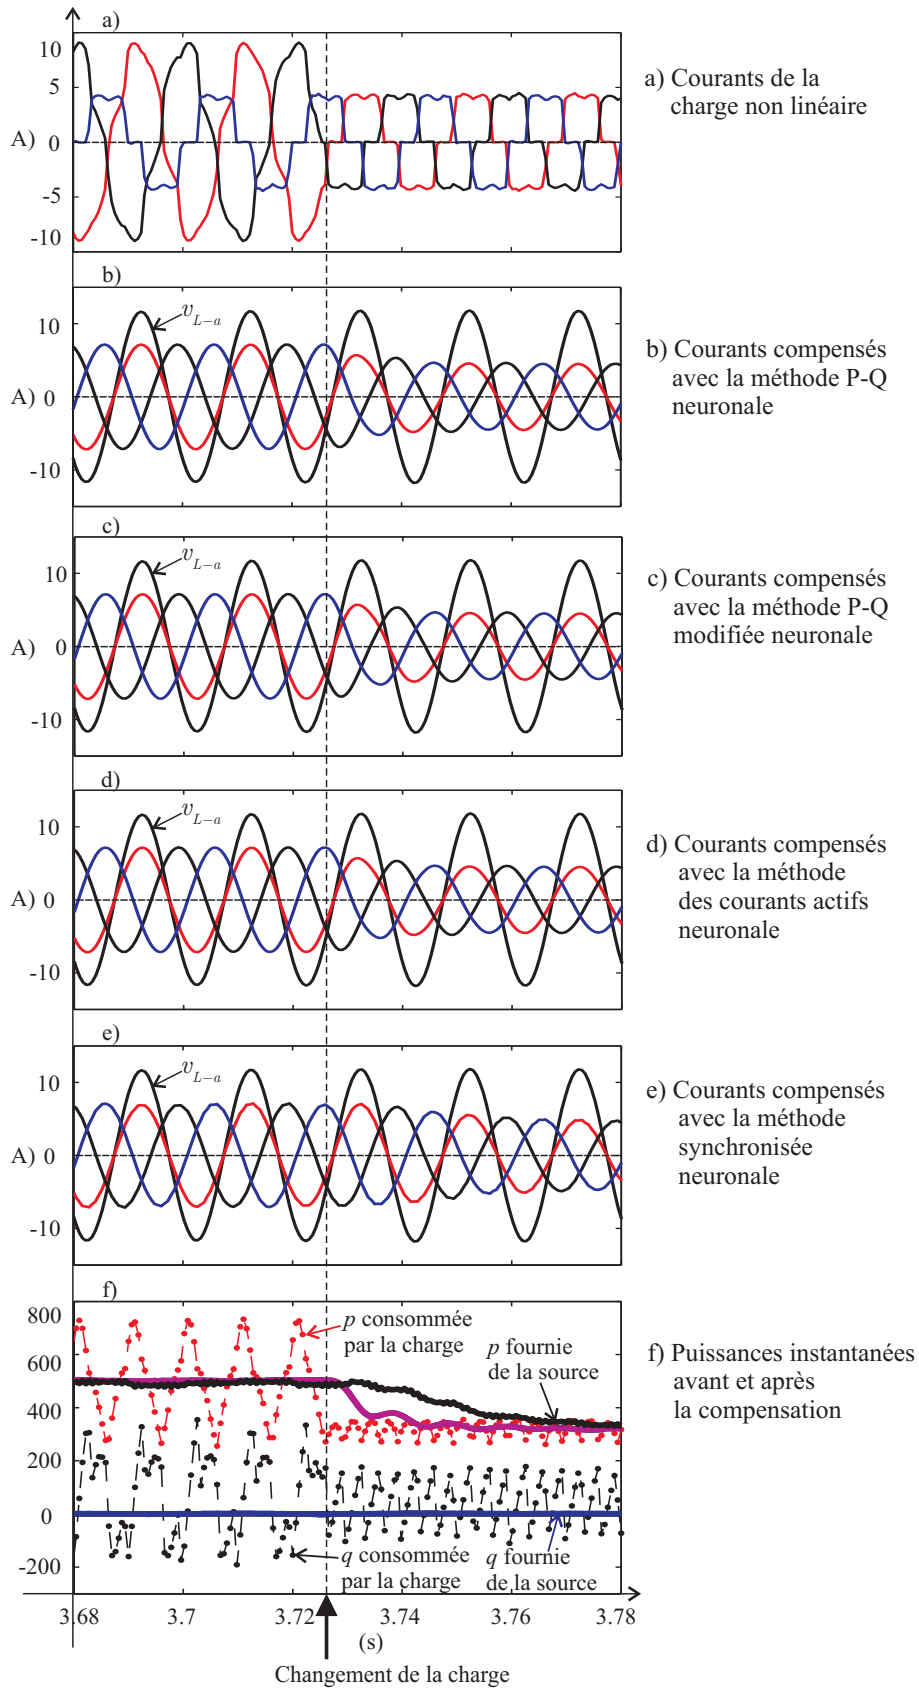 a)
10
5
A) 0
-5
-10
a) Courants de la
charge non linéaire
b)
v_{L-a}
10
A) 0
-10
b) Courants compensés
avec la méthode P-Q
neuronale
c)
v_{L-a}
10
A) 0
-10
c) Courants compensés
avec la méthode P-Q
modifiée neuronale
d)
v_{L-a}
10
A) 0
-10
d) Courants compensés
avec la méthode
des courants actifs
neuronale
e)
v_{L-a}
10
A) 0
-10
e) Courants compensés
avec la méthode
synchronisée
neuronale
f)
800
600
400
200
0
-200
p consommée
par la charge
p fournie
de la source
q consommée
par la charge
q fournie
de la source
f) Puissances instantanées
avant et après
la compensation
3.68 3.7 3.72 3.74 3.76 3.78
(s)
Changement de la charge